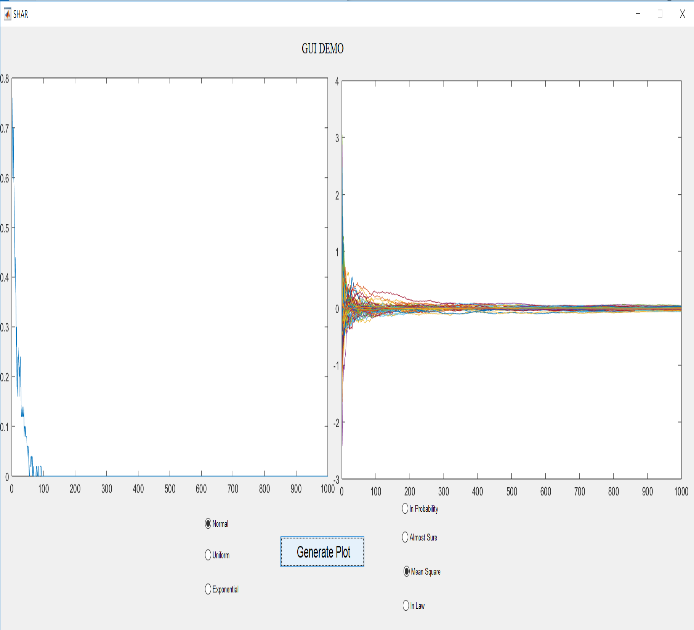 SHAR
GUI DEMO
0.8
0.7
0.6
0.5
0.4
0.3
0.2
0.1
0
0 100 200 300 400 500 600 700 800 900 1000
4
3
2
1
0
-1
-2
-3
0 100 200 300 400 500 600 700 800 900 1000
Normal
Uniform
Exponential
Generate Plot
In Probability
Almost Sure
Mean Square
In Law